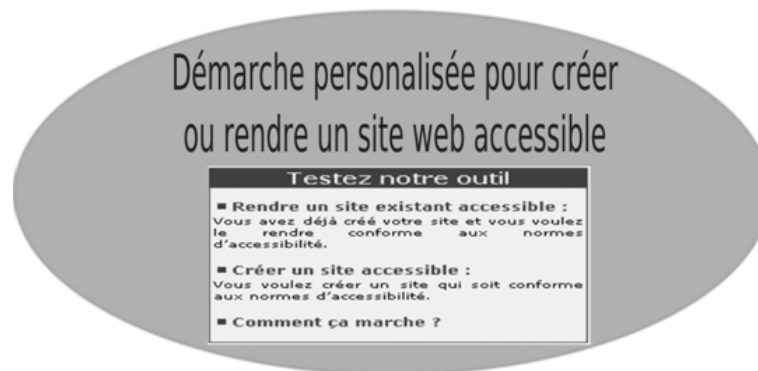 Démarche personalisée pour créer
ou rendre un site web accessible
Testez notre outil
■ Rendre un site existant accessible :
Vous avez déjà créé votre site et vous voulez
le rendre conforme aux normes
d'accessibilité.
■ Créer un site accessible :
Vous voulez créer un site qui soit conforme
aux normes d'accessibilité.
■ Comment ça marche ?